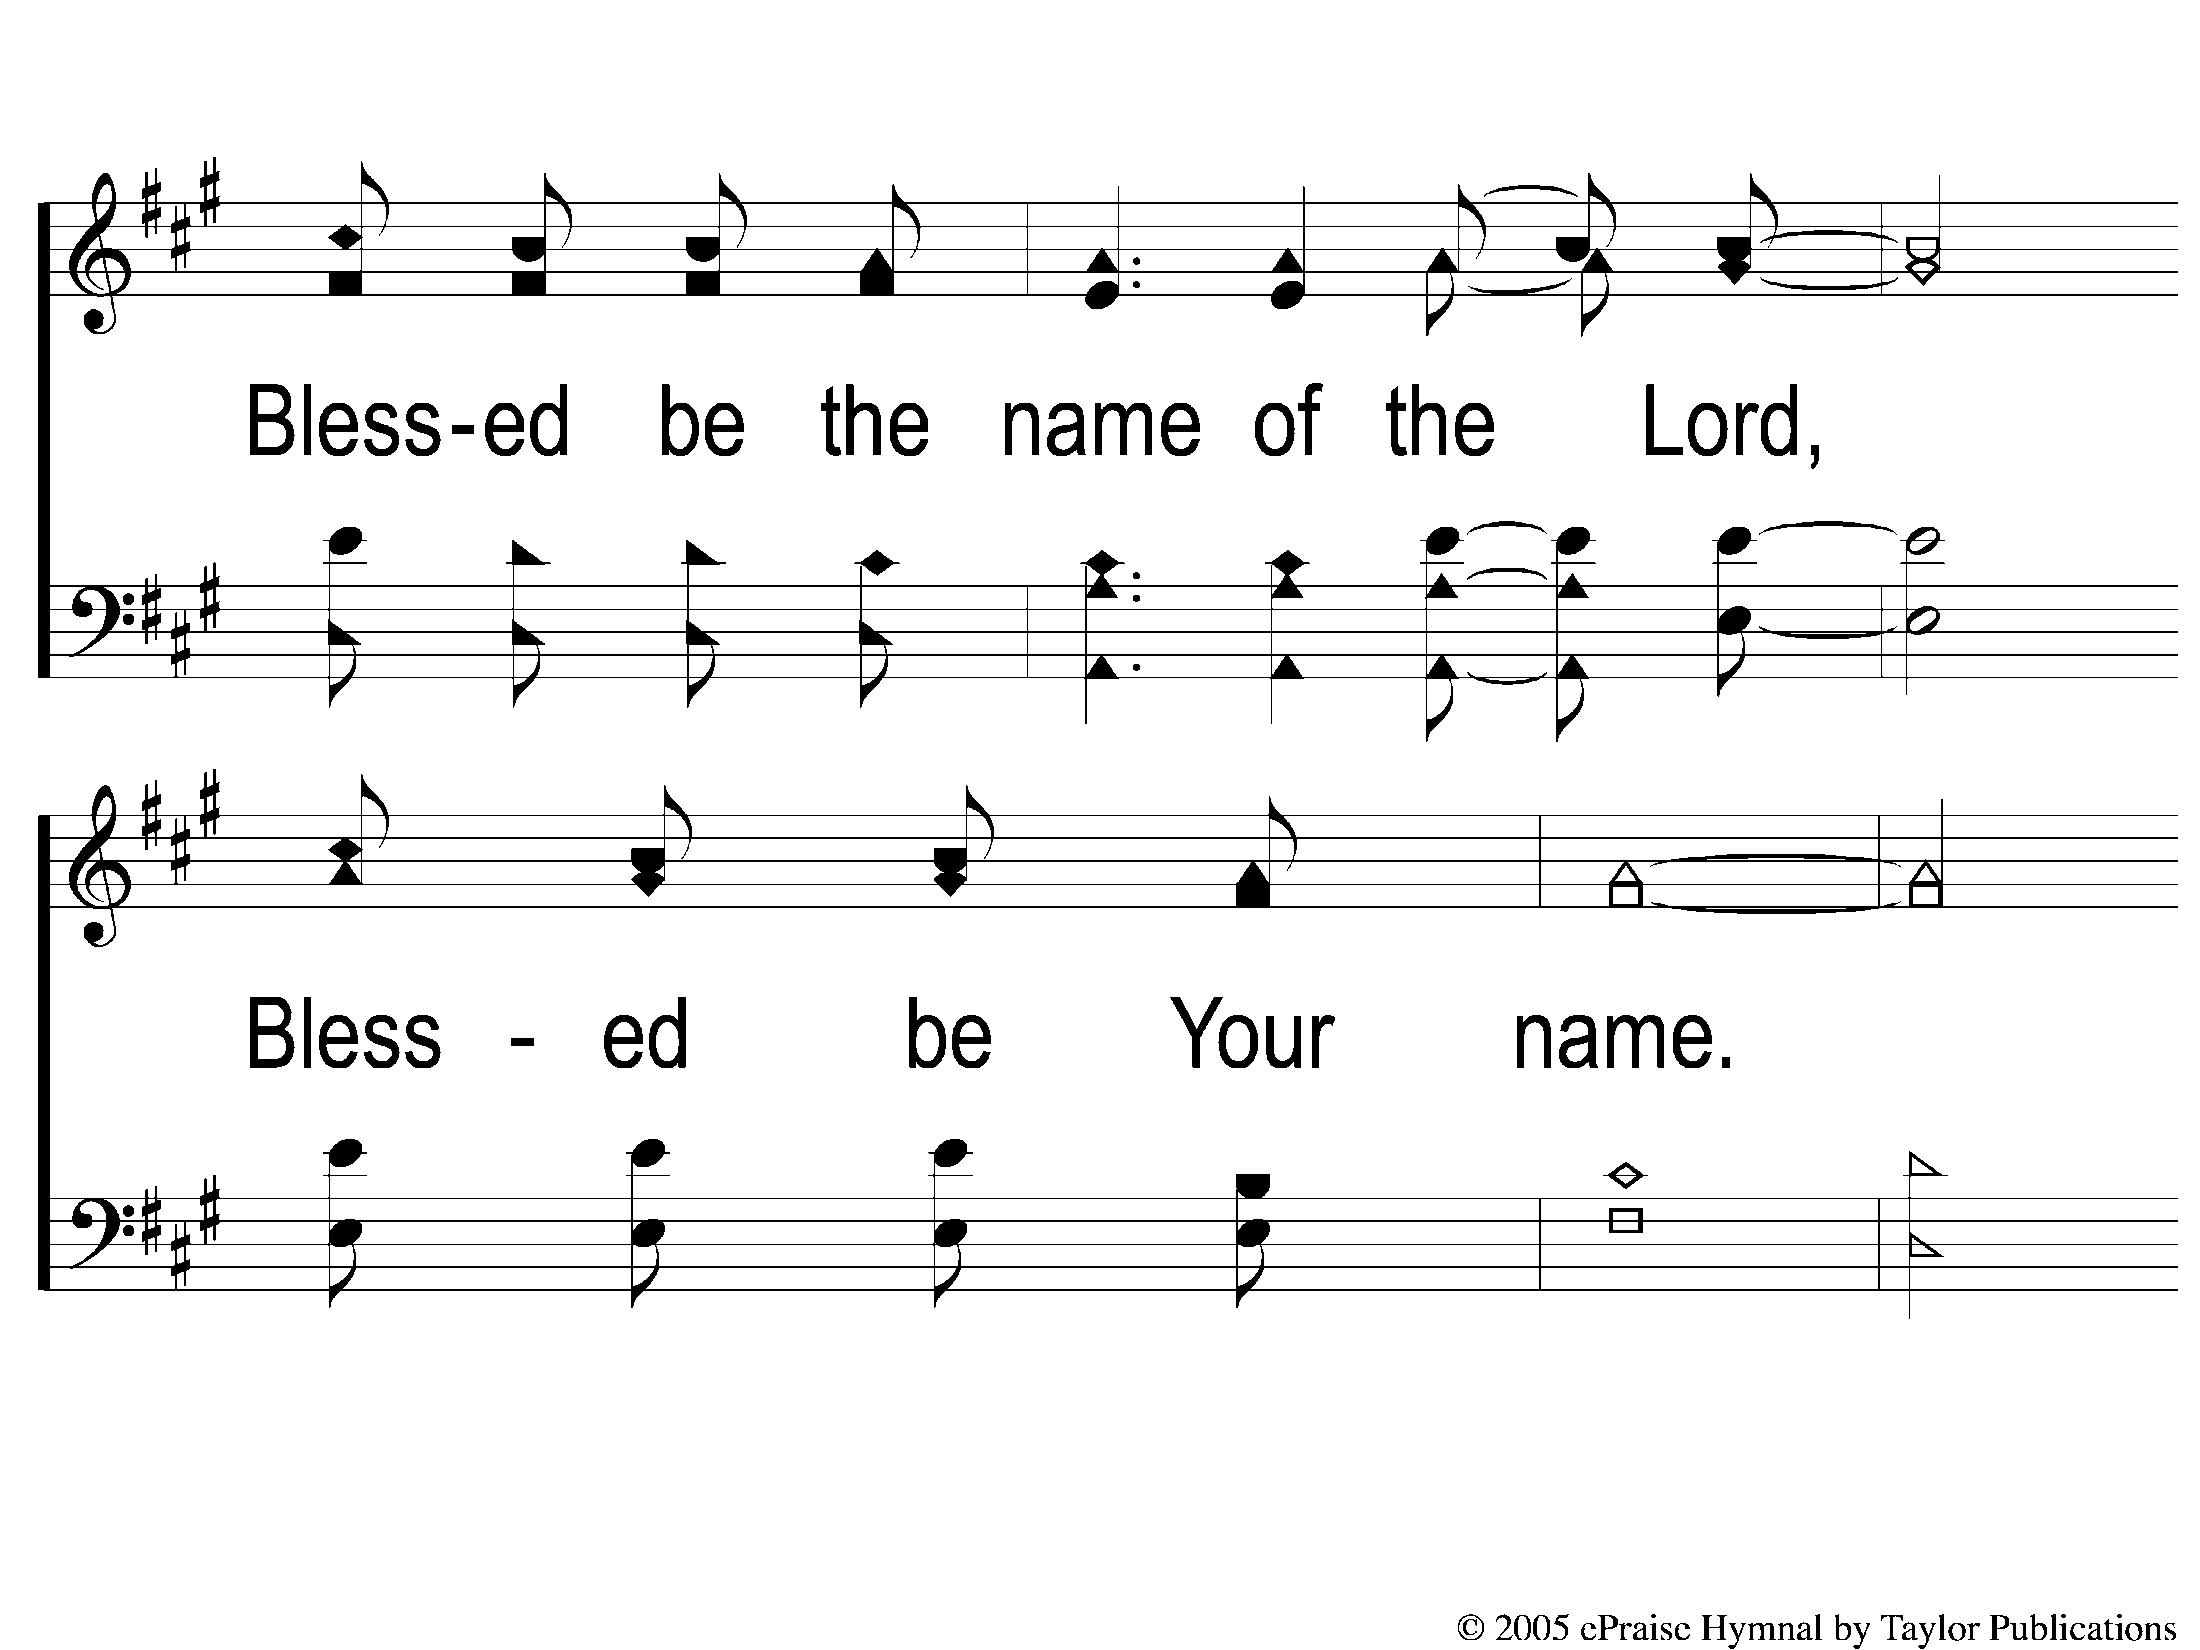 Bless-ed be the name of the Lord,
Bless - ed be Your name.
© 2005 ePraise Hymnal by Taylor Publications